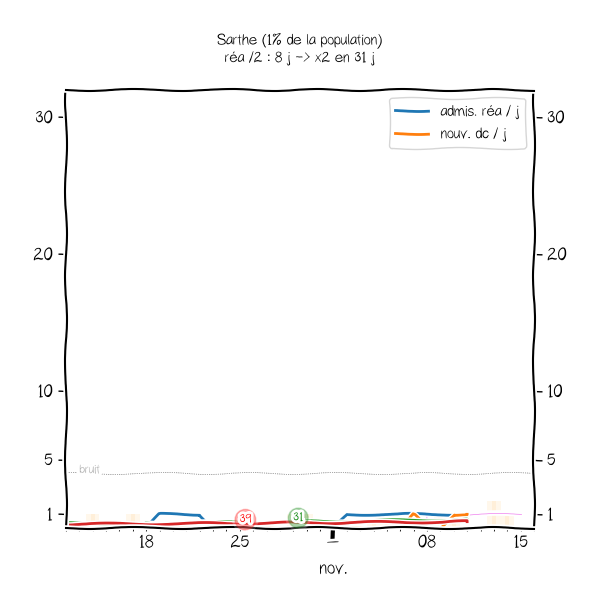 Sarthe (1% de la population)
réa /2 : 8 j -> x2 en 31 j
admis. réa / j
nouv. dc / j
30
30
20
20
10
10
5
5
bruit
1
39
31
1
18
25
1
08
15
nov.